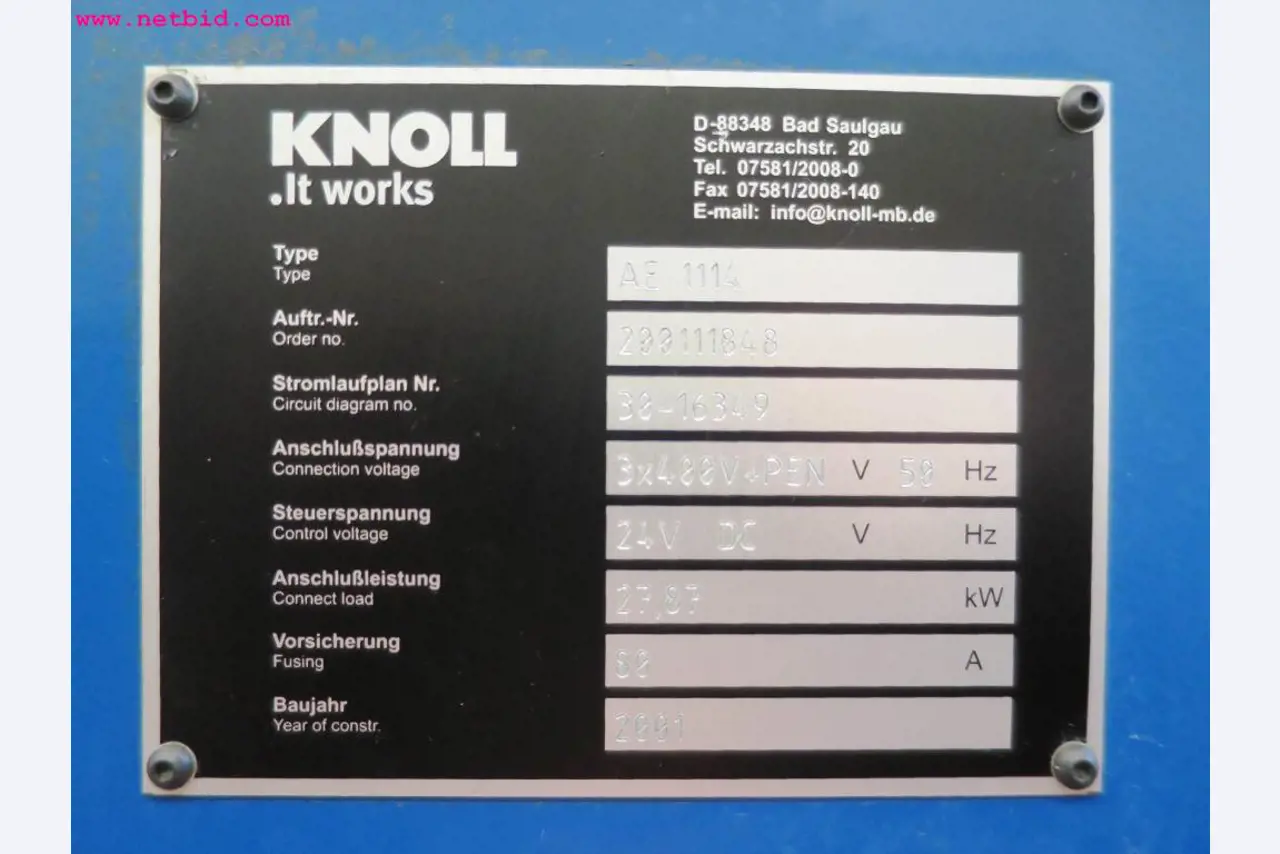 www.netbid.com
KNOLL
.It works
D-88348 Bad Saulgau
Schwarzachstr. 20
Tel. 07581/2008-0
Fax 07581/2008-140
E-mail: info@knoll-mb.de
Type
Type
AE 1114
Auftr.-Nr.
Order no.
200111848
Stromlaufplan Nr.
Circuit diagram no.
30-16349
Anschlußspannung
Connection voltage
3x400V+PEN V 50 Hz
Steuerspannung
Control voltage
24V DC V Hz
Anschlußleistung
Connect load
27,87 kW
Vorsicherung
Fusing
A
Baujahr
Year of constr.
2001